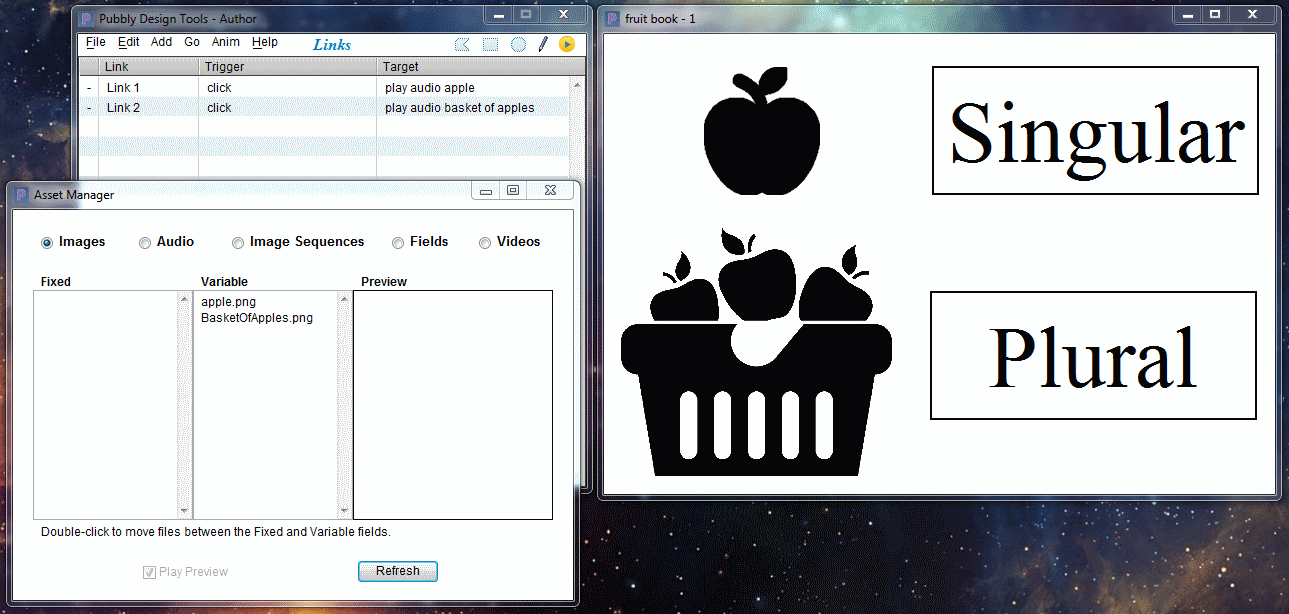 Pubbly Design Tools - Author
File Edit Add Go Anim Help Links
Link Trigger Target
- Link 1 click play audio apple
- Link 2 click play audio basket of apples
Asset Manager
Images Audio Image Sequences Fields Videos
Fixed Variable Preview
apple.png
BasketOfApples.png
Double-click to move files between the Fixed and Variable fields.
Play Preview Refresh
fruit book - 1
Singular
Plural